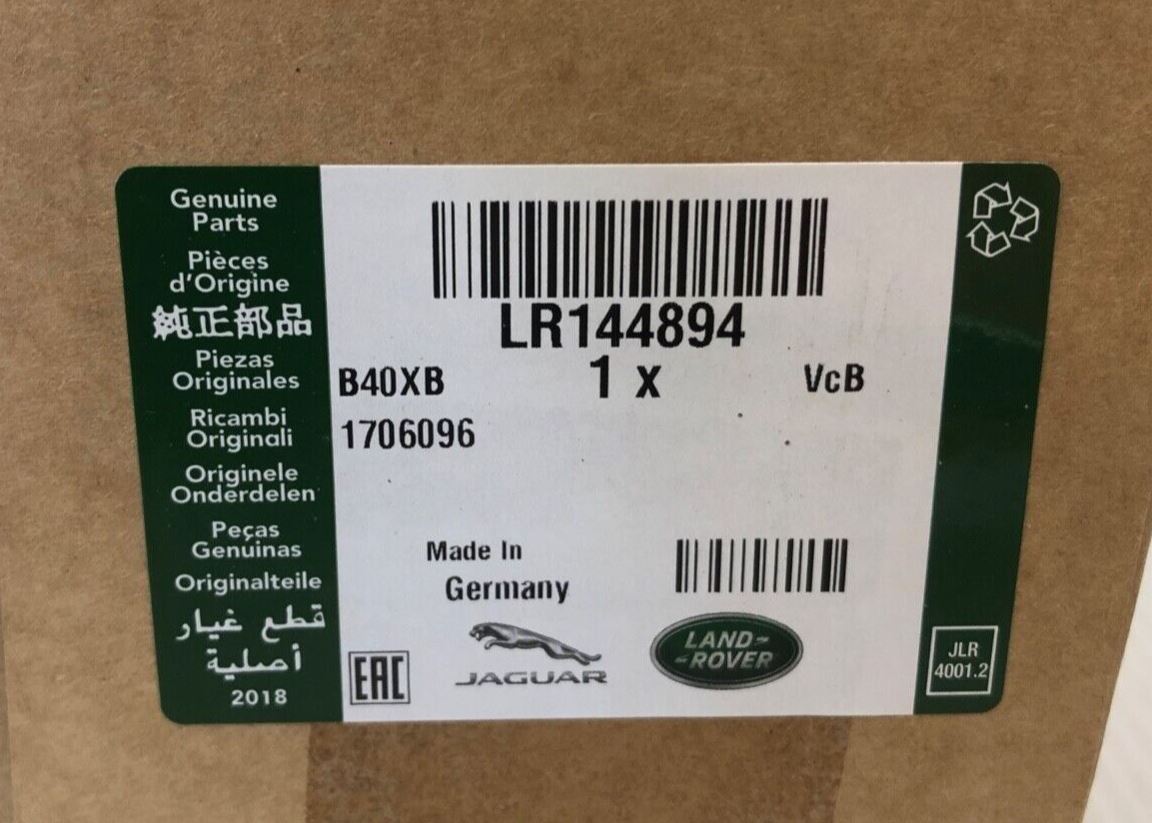 Genuine
Parts
Pièces
d'Origine
純正部品
Piezas
Originales
Ricambi
Originali
Originele
Onderdelen
Peças
Genuinas
Originalteile
قطع غيار
أصلية
2018
LR144894
B40XB
1 x
VcB
1706096
Made In
Germany
EAC
JAGUAR
LAND-
-ROVER
JLR
4001.2